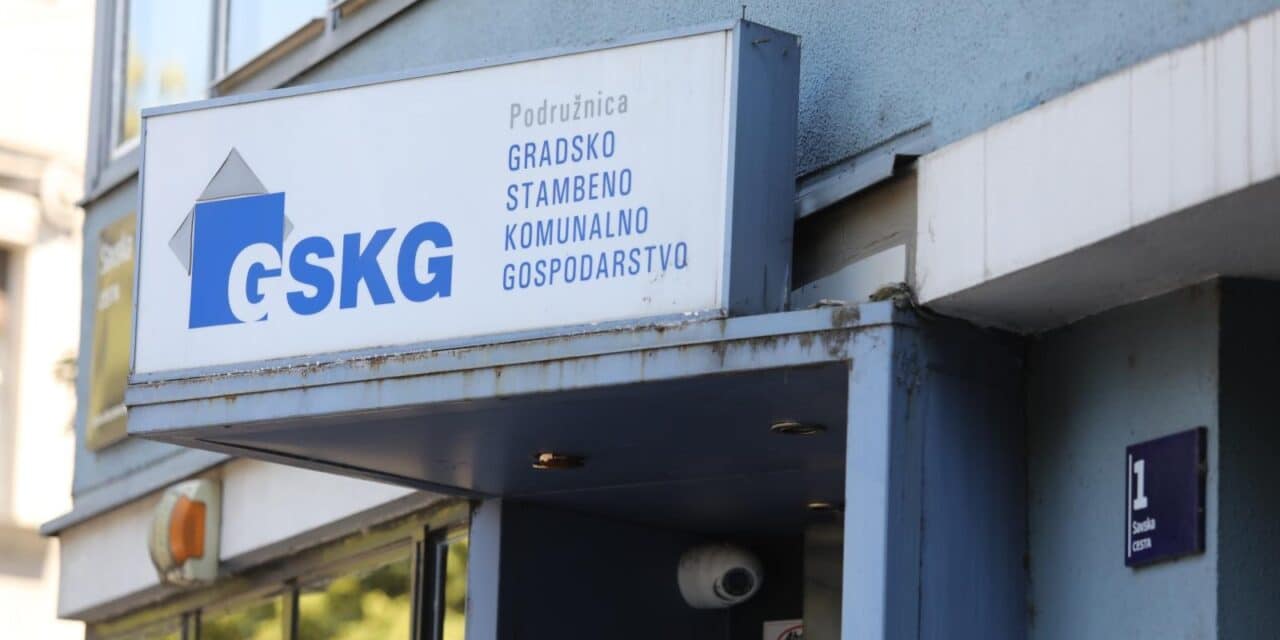 GSKG
Podružnica
GRADSKO
STAMBENO
KOMUNALNO
GOSPODARSTVO
1
Savska
CESTA